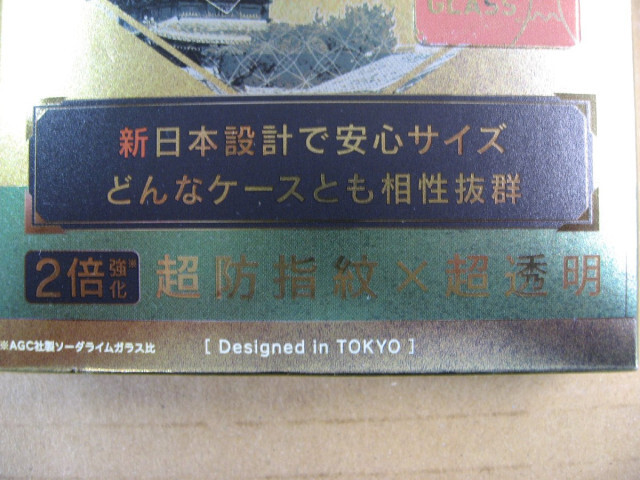 GLASS
新日本設計で安心サイズ
どんなケースとも相性抜群
2倍強化※ 超防指紋×超透明
※AGC社製ソーダライムガラス比 [ Designed in TOKYO ]